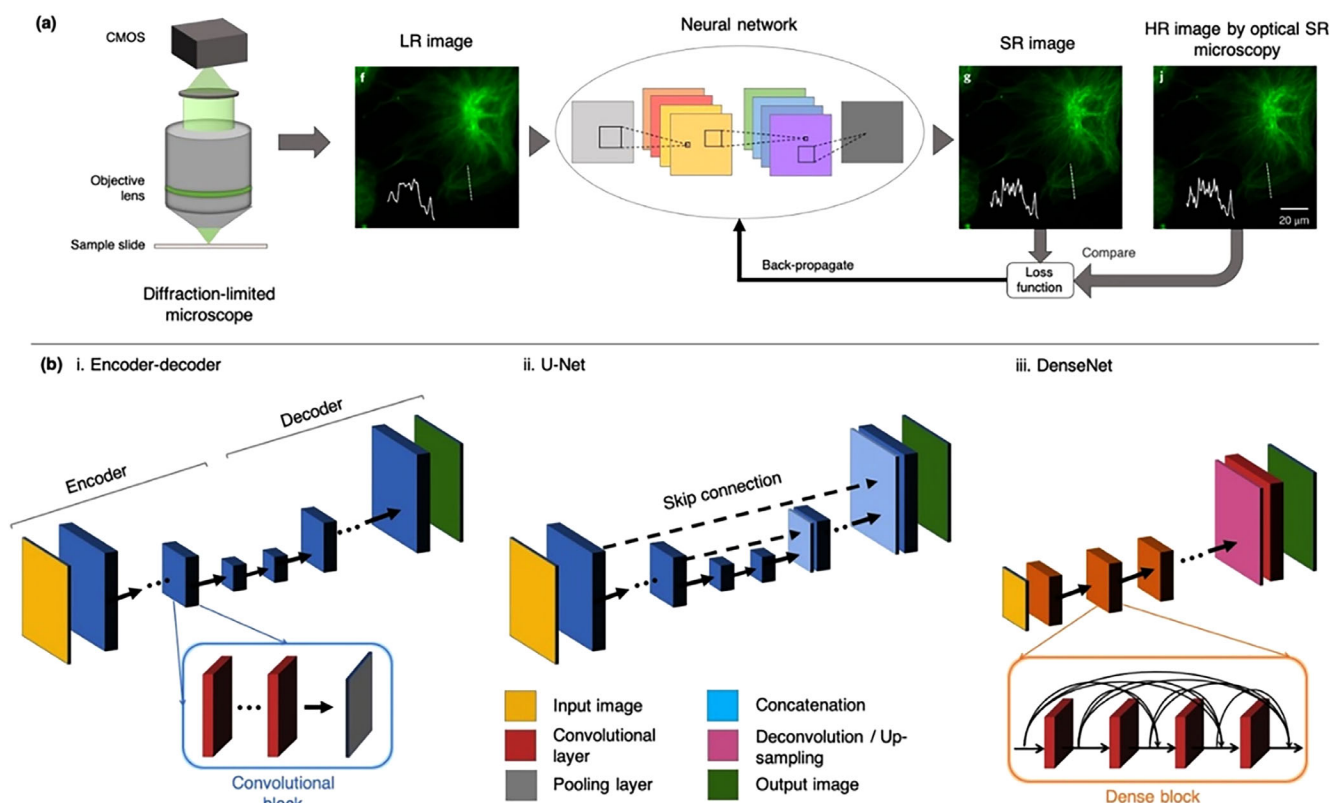 (a)
CMOS
Objective
lens
Sample slide
Diffraction-limited
microscope
LR image
f
Neural network
SR image
g
HR image by optical SR
microscopy
j
20 μm
Back-propagate
Loss
function
Compare
(b) i. Encoder-decoder
Encoder
Decoder
Convolutional
block
ii. U-Net
Skip connection
Input image
Convolutional
layer
Pooling layer
Concatenation
Deconvolution / Up-
sampling
Output image
iii. DenseNet
Dense block